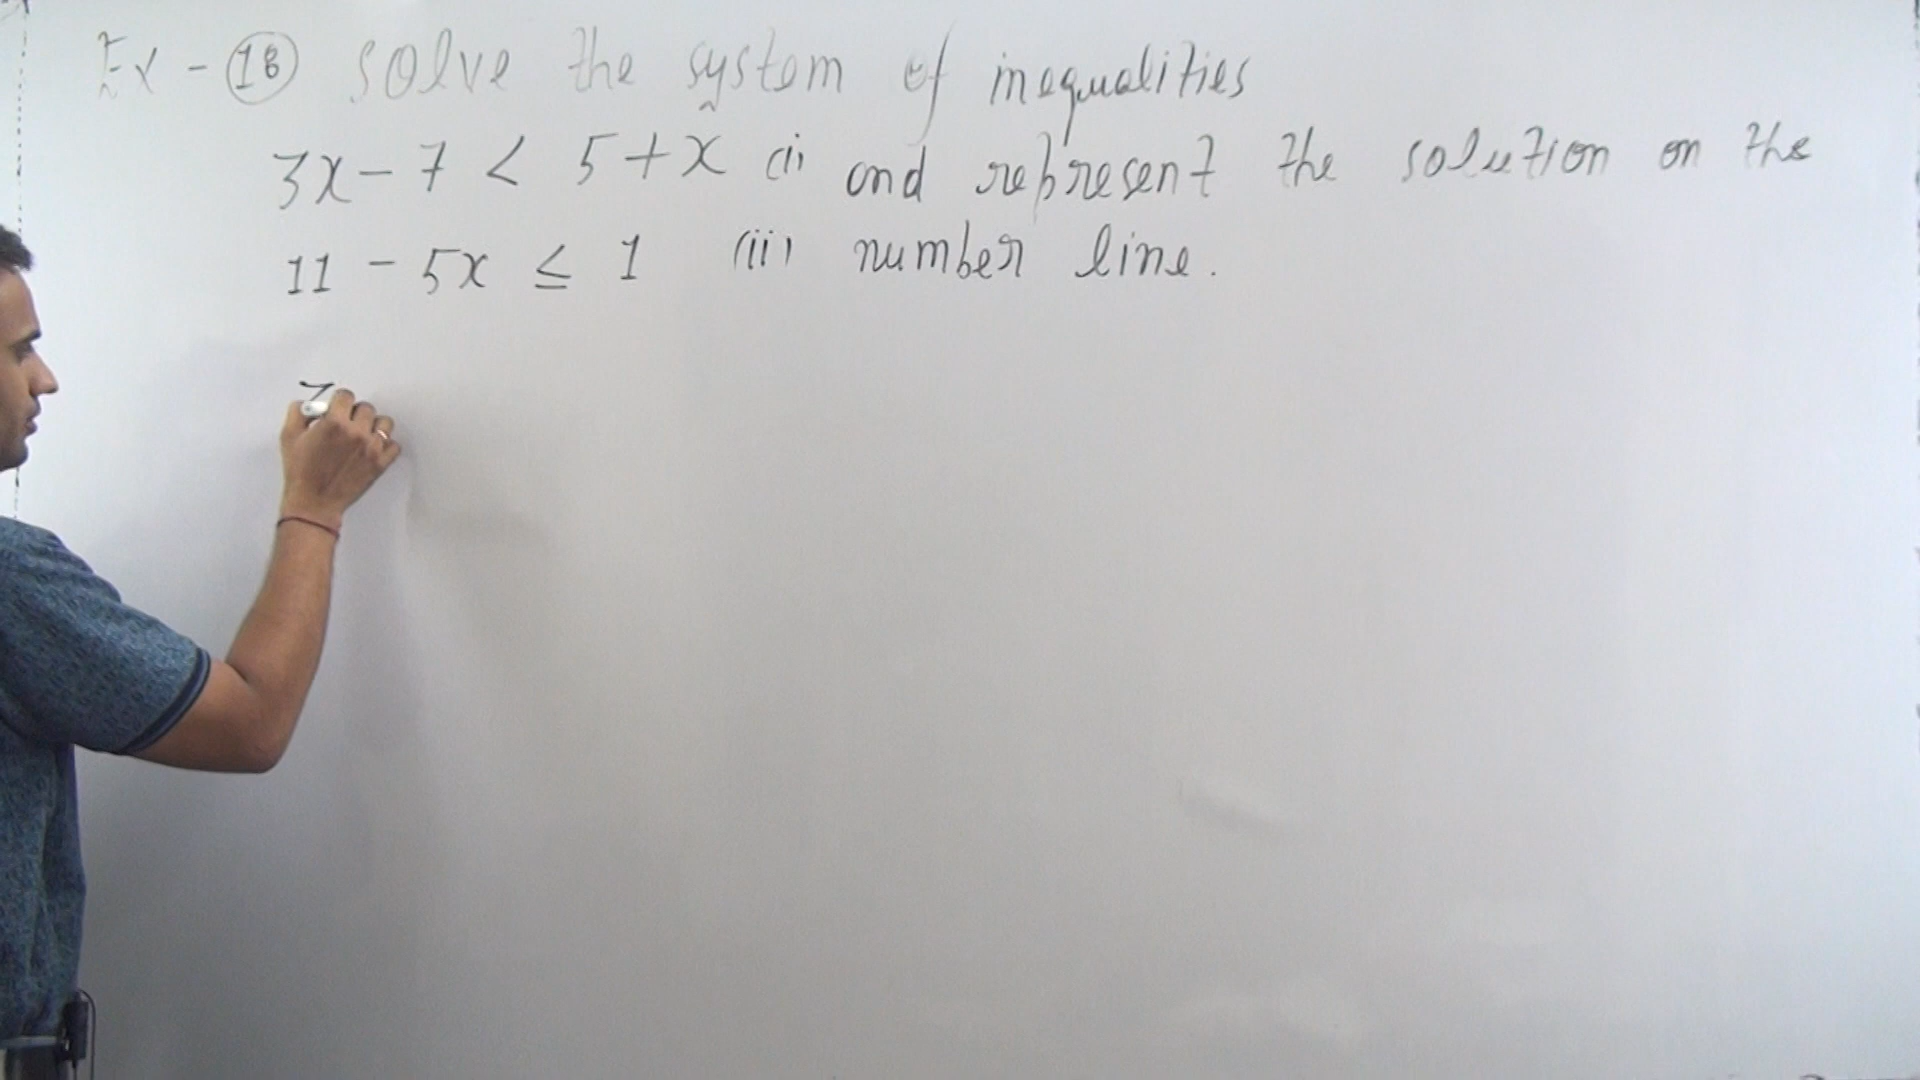 Ex - 18 solve the system of inequalities
3x - 7 < 5 + x (i) and represent the solution on the
11 - 5x ≤ 1 (ii) number line.